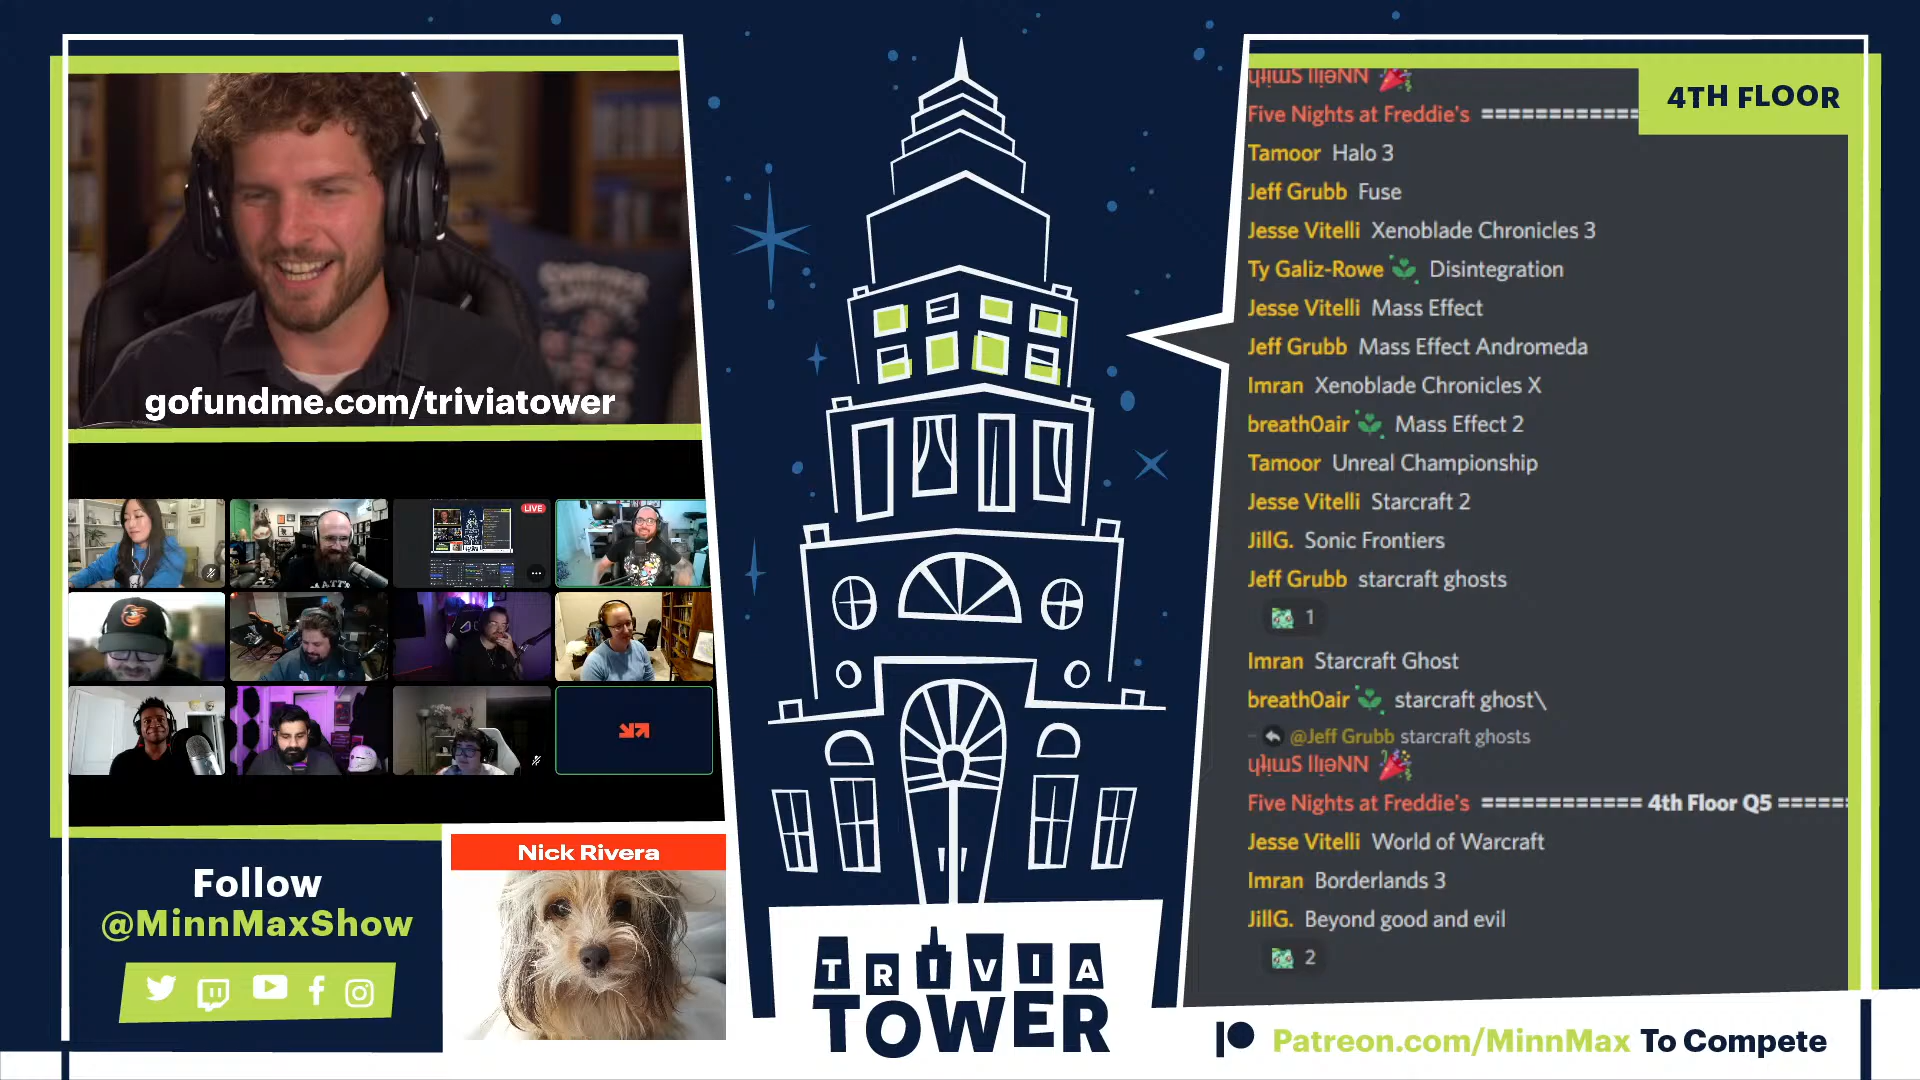 gofundme.com/triviatower
LIVE
Follow
@MinnMaxShow
Nick Rivera
TRIVIA
TOWER
4TH FLOOR
Five Nights at Freddie's ============
Tamoor Halo 3
Jeff Grubb Fuse
Jesse Vitelli Xenoblade Chronicles 3
Ty Galiz-Rowe Disintegration
Jesse Vitelli Mass Effect
Jeff Grubb Mass Effect Andromeda
Imran Xenoblade Chronicles X
breath0air Mass Effect 2
Tamoor Unreal Championship
Jesse Vitelli Starcraft 2
JillG. Sonic Frontiers
Jeff Grubb starcraft ghosts
1
Imran Starcraft Ghost
breath0air starcraft ghost\
@Jeff Grubb starcraft ghosts
Five Nights at Freddie's ============ 4th Floor Q5 ======
Jesse Vitelli World of Warcraft
Imran Borderlands 3
JillG. Beyond good and evil
2
Patreon.com/MinnMax To Compete